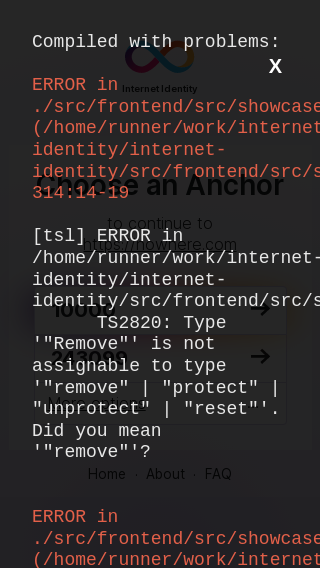 Compiled with problems:
X
ERROR in
./src/frontend/src/showcase
(/home/runner/work/internet
identity/internet-
identity/src/frontend/src/s
314:14-19
[tsl] ERROR in
/home/runner/work/internet-
identity/internet-
identity/src/frontend/src/s
TS2820: Type
'"Remove"' is not
assignable to type
'"remove" | "protect" |
"unprotect" | "reset"'.
Did you mean
'"remove"'?
ERROR in
./src/frontend/src/showcase
(/home/runner/work/internet
Internet Identity
Choose an Anchor
to continue to
https://nowhere.com
10000
243099
More options
Home · About · FAQ